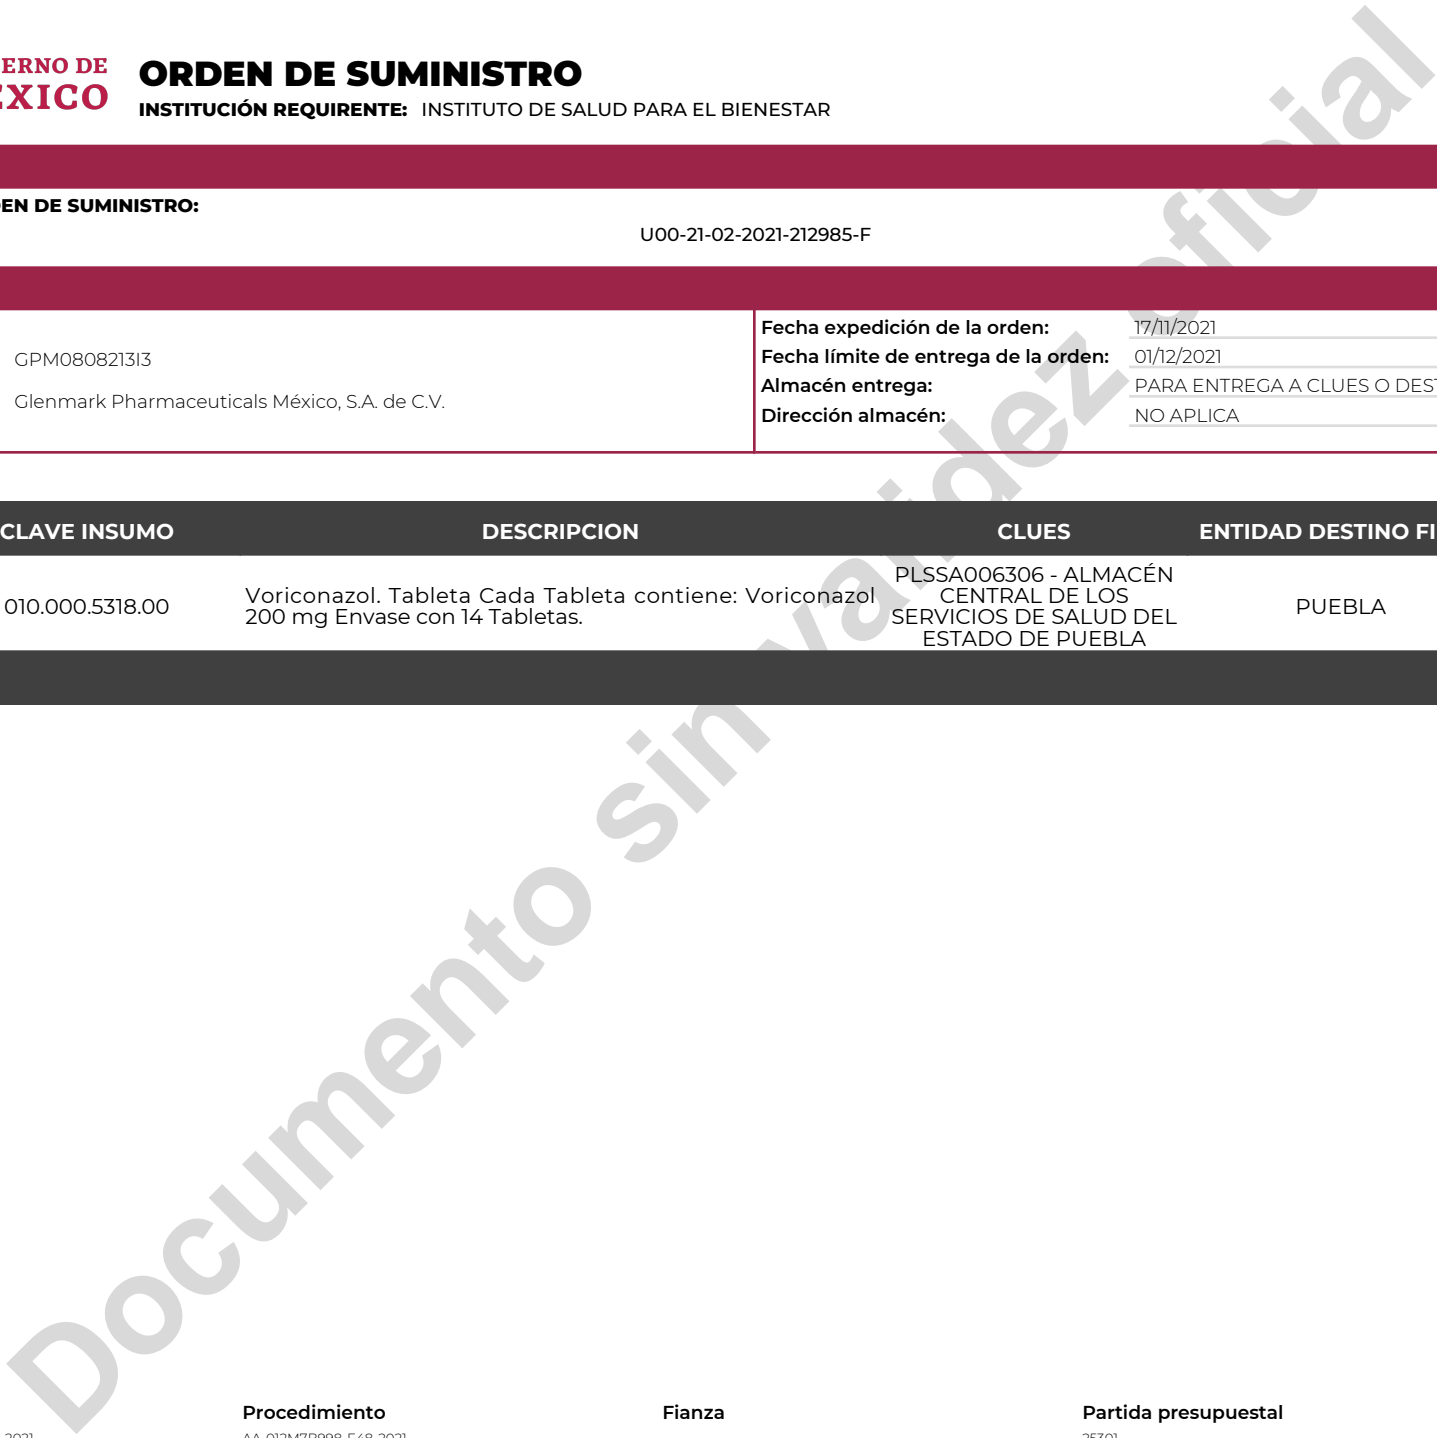 ERNO DE
ÉXICO
ORDEN DE SUMINISTRO
INSTITUCIÓN REQUIRENTE: INSTITUTO DE SALUD PARA EL BIENESTAR
EN DE SUMINISTRO:
U00-21-02-2021-212985-F
GPM0808213I3
Glenmark Pharmaceuticals México, S.A. de C.V.
Fecha expedición de la orden: 17/11/2021
Fecha límite de entrega de la orden: 01/12/2021
Almacén entrega: PARA ENTREGA A CLUES O DEST
Dirección almacén: NO APLICA
CLAVE INSUMO DESCRIPCION CLUES ENTIDAD DESTINO FI
010.000.5318.00
Voriconazol. Tableta Cada Tableta contiene: Voriconazol
200 mg Envase con 14 Tabletas.
PLSSA006306 - ALMACÉN
CENTRAL DE LOS
SERVICIOS DE SALUD DEL
ESTADO DE PUEBLA
PUEBLA
Documento sin validez oficial
Procedimiento Fianza Partida presupuestal